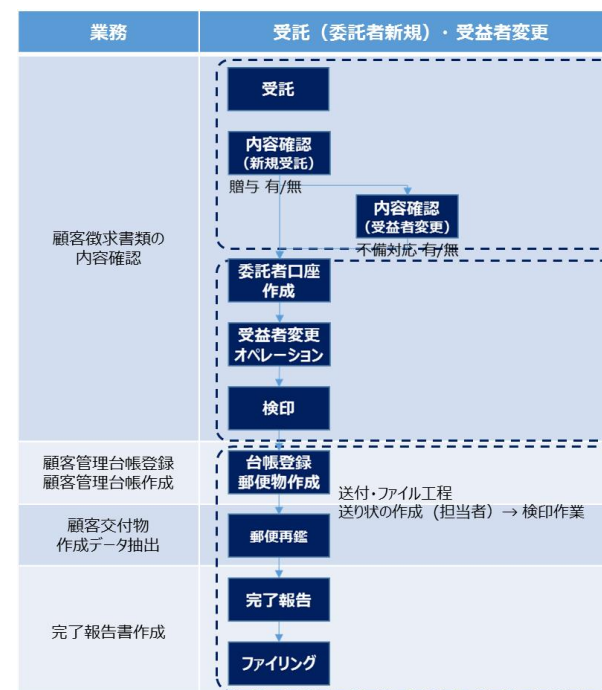 業務
受託（委託者新規）・受益者変更
顧客徴求書類の
内容確認
受託
内容確認
（新規受託）
贈与 有/無
内容確認
（受益者変更）
不備対応 有/無
委託者口座
作成
受益者変更
オペレーション
検印
顧客管理台帳登録
顧客管理台帳作成
台帳登録
郵便物作成
送付・ファイル工程
送り状の作成（担当者）→ 検印作業
顧客交付物
作成データ抽出
郵便再鑑
完了報告書作成
完了報告
ファイリング